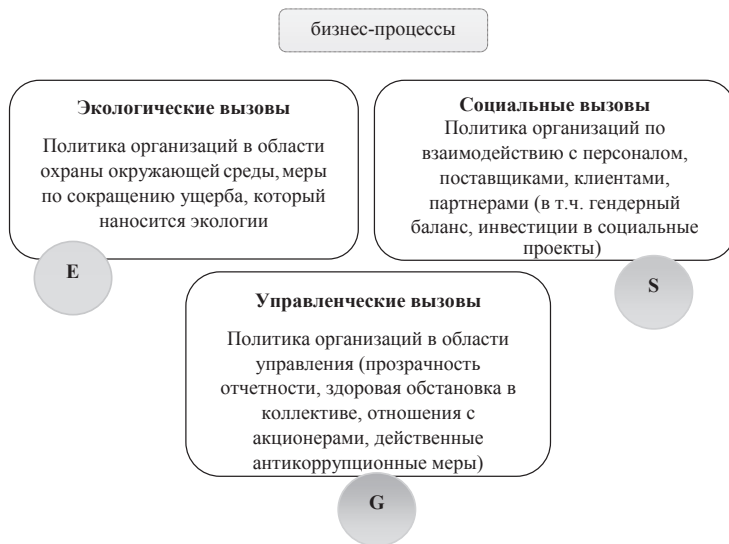 бизнес-процессы
Экологические вызовы
Политика организаций в области
охраны окружающей среды, меры
по сокращению ущерба, который
наносится экологии
E
Социальные вызовы
Политика организаций по
взаимодействию с персоналом,
поставщиками, клиентами,
партнерами (в т.ч. гендерный
баланс, инвестиции в социальные
проекты)
S
Управленческие вызовы
Политика организаций в области
управления (прозрачность
отчетности, здоровая обстановка в
коллективе, отношения с
акционерами, действенные
антикоррупционные меры)
G